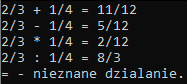 2/3 + 1/4 = 11/12
2/3 - 1/4 = 5/12
2/3 * 1/4 = 2/12
2/3 : 1/4 = 8/3
= - nieznane dzialanie.